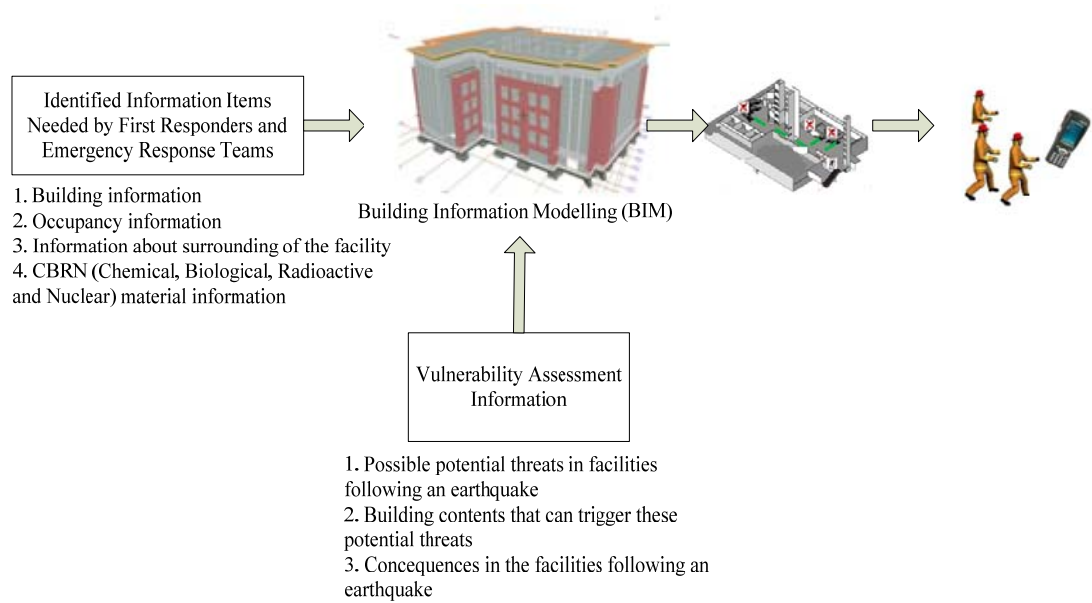 Identified Information Items
Needed by First Responders and
Emergency Response Teams
1. Building information
2. Occupancy information
3. Information about surrounding of the facility
4. CBRN (Chemical, Biological, Radioactive
and Nuclear) material information
Building Information Modelling (BIM)
Vulnerability Assessment
Information
1. Possible potential threats in facilities
following an earthquake
2. Building contents that can trigger these
potential threats
3. Concequences in the facilities following an
earthquake